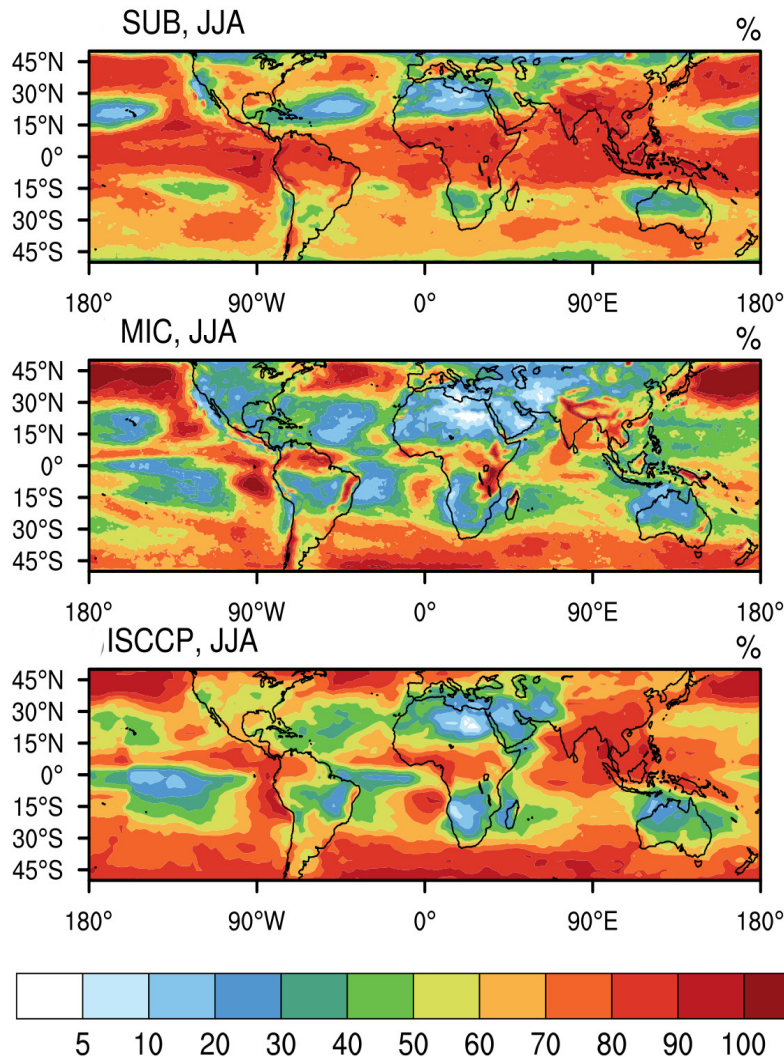 SUB, JJA %
45°N
30°N
15°N
0°
15°S
30°S
45°S
180° 90°W 0° 90°E 180°
MIC, JJA %
45°N
30°N
15°N
0°
15°S
30°S
45°S
180° 90°W 0° 90°E 180°
ISCCP, JJA %
45°N
30°N
15°N
0°
15°S
30°S
45°S
180° 90°W 0° 90°E 180°
5 10 20 30 40 50 60 70 80 90 100